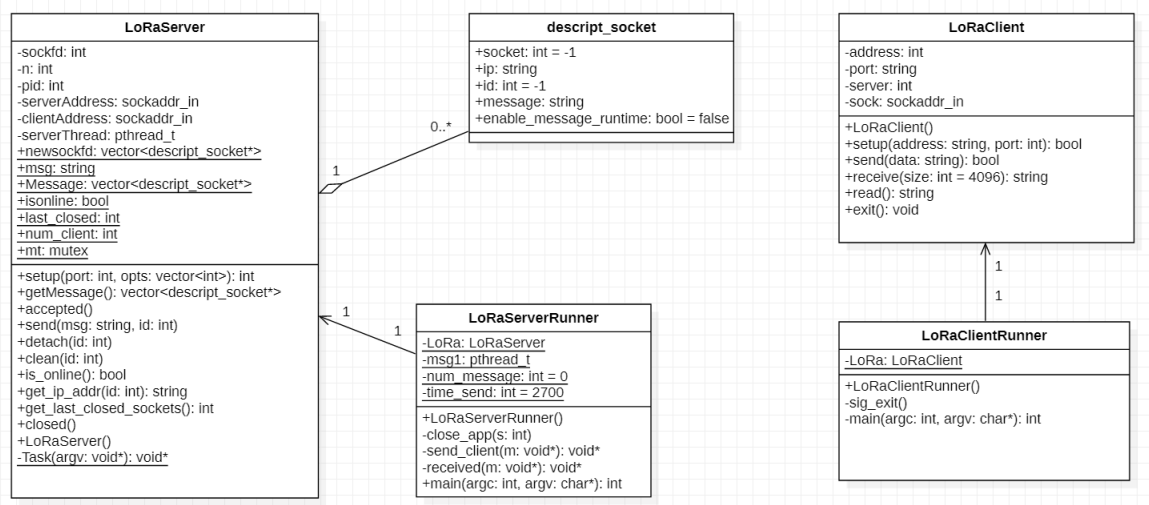 LoRaServer
-sockfd: int
-n: int
-pid: int
-serverAddress: sockaddr_in
-clientAddress: sockaddr_in
-serverThread: pthread_t
+newsockfd: vector<descript_socket*>
+msg: string
+Message: vector<descript_socket*>
+isonline: bool
+last_closed: int
+num_client: int
+mt: mutex
+setup(port: int, opts: vector<int>): int
+getMessage(): vector<descript_socket*>
+accepted()
+send(msg: string, id: int)
+detach(id: int)
+clean(id: int)
+is_online(): bool
+get_ip_addr(id: int): string
+get_last_closed_sockets(): int
+closed()
+LoRaServer()
-Task(argv: void*): void*
1
0..*
descript_socket
+socket: int = -1
+ip: string
+id: int = -1
+message: string
+enable_message_runtime: bool = false
1
1
LoRaServerRunner
-LoRa: LoRaServer
-msg1: pthread_t
-num_message: int = 0
-time_send: int = 2700
+LoRaServerRunner()
-close_app(s: int)
-send_client(m: void*): void*
-received(m: void*): void*
+main(argc: int, argv: char*): int
LoRaClient
-address: int
-port: string
-server: int
-sock: sockaddr_in
+LoRaClient()
+setup(address: string, port: int): bool
+send(data: string): bool
+receive(size: int = 4096): string
+read(): string
+exit(): void
1
1
LoRaClientRunner
-LoRa: LoRaClient
+LoRaClientRunner()
-sig_exit()
-main(argc: int, argv: char*): int